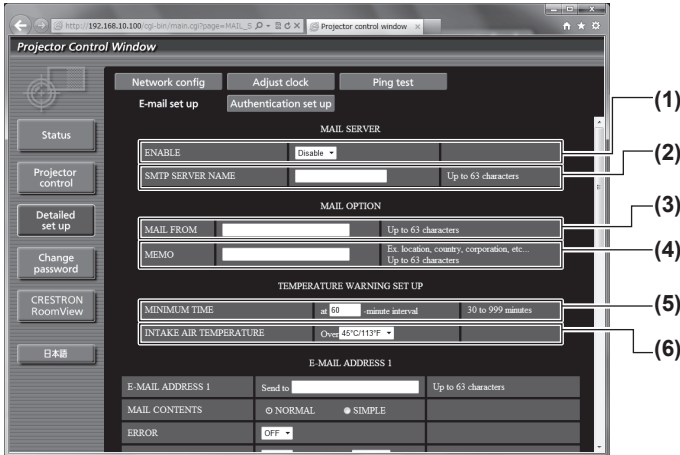 http://192.168.10.100/cgi-bin/main.cgi?page=MAIL_S
Projector control window
Projector Control Window
Network config Adjust clock Ping test
E-mail set up Authentication set up
Status
Projector control
Detailed set up
Change password
CRESTRON RoomView
日本語
MAIL SERVER
ENABLE Disable (1)
SMTP SERVER NAME Up to 63 characters (2)
MAIL OPTION
MAIL FROM Up to 63 characters (3)
MEMO Ex. location, country, corporation, etc...
Up to 63 characters (4)
TEMPERATURE WARNING SET UP
MINIMUM TIME at 60 -minute interval 30 to 999 minutes (5)
INTAKE AIR TEMPERATURE Over 45°C/113°F (6)
E-MAIL ADDRESS 1
E-MAIL ADDRESS 1 Send to Up to 63 characters
MAIL CONTENTS NORMAL SIMPLE
ERROR OFF